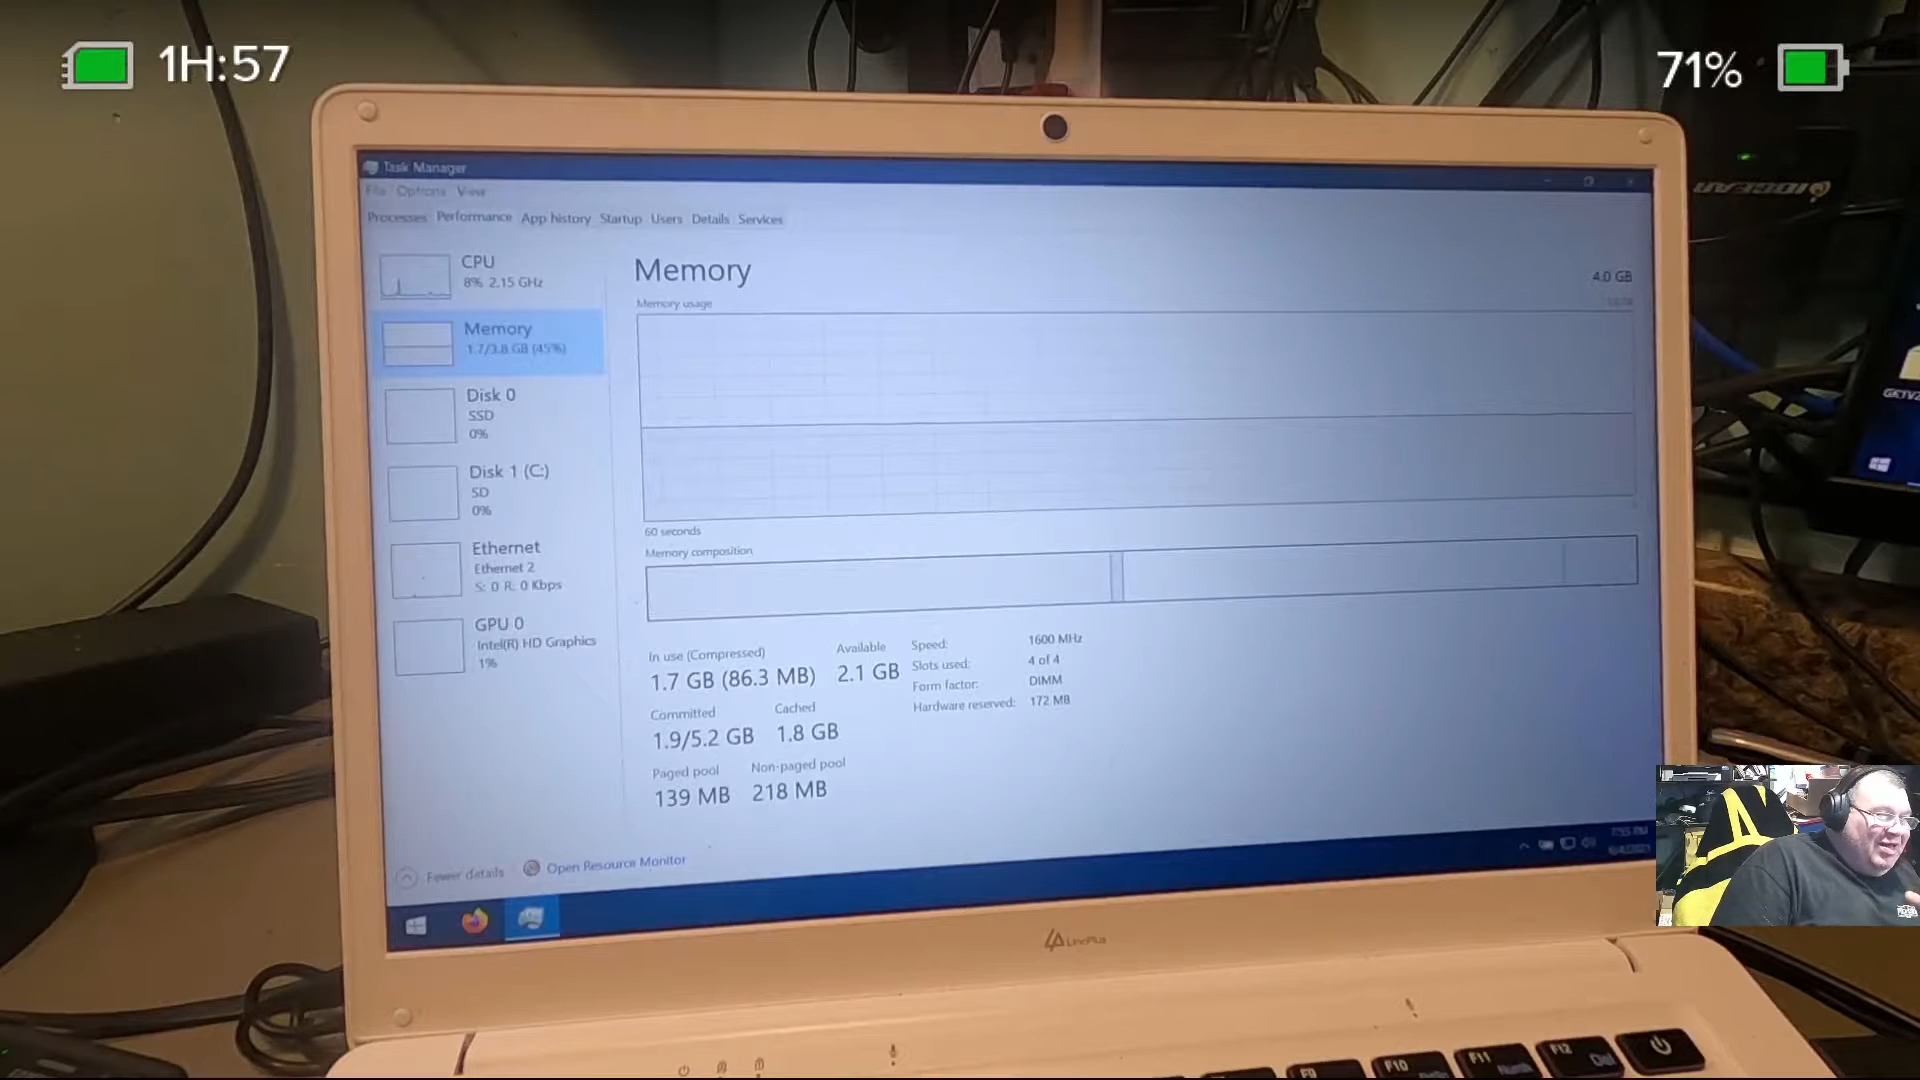 1H:57
71%
Task Manager
File Options View
Processes Performance App history Startup Users Details Services
CPU
8% 2.15 GHz
Memory
1.7/3.8 GB (45%)
Disk 0
SSD
0%
Disk 1 (C:)
SD
0%
Ethernet
Ethernet 2
S: 0 R: 0 Kbps
GPU 0
Intel(R) HD Graphics
1%
Memory
4.0 GB
Memory usage
60 seconds
Memory composition
In use (Compressed)
1.7 GB (86.3 MB)
Available
2.1 GB
Committed
1.9/5.2 GB
Cached
1.8 GB
Paged pool
139 MB
Non-paged pool
218 MB
Speed: 1600 MHz
Slots used: 4 of 4
Form factor: DIMM
Hardware reserved: 172 MB
Fewer details
Open Resource Monitor
LincPlus
IOGEAR
F9
F10
F11
F12
Del